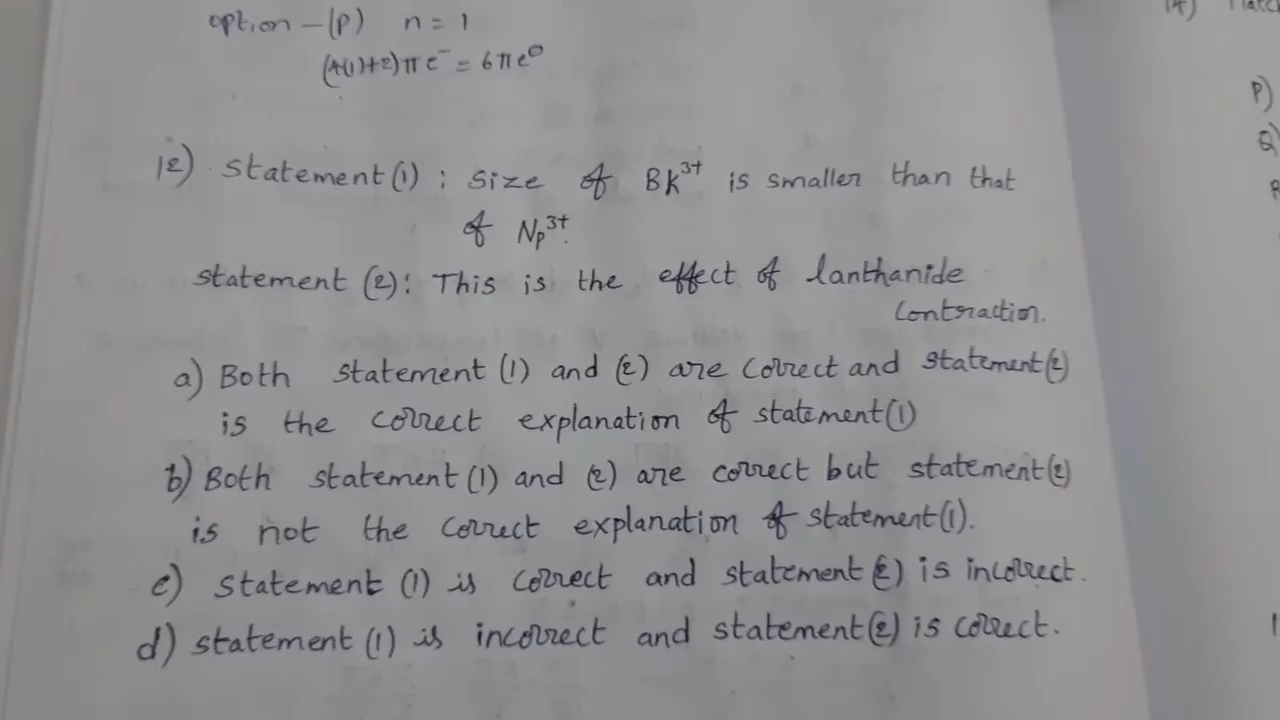 option - (P) n = 1
(4(1)+2)π e⁻ = 6πe⁰
12) Statement (1) : Size of BK³⁺ is smaller than that
of Np³⁺.
statement (2): This is the effect of lanthanide
Contraction.
a) Both statement (1) and (2) are correct and statement(2)
is the correct explanation of statement(1)
b) Both statement (1) and (2) are correct but statement(2)
is not the correct explanation of statement(1).
c) statement (1) is correct and statement (2) is incorrect.
d) statement (1) is incorrect and statement(2) is correct.
P)
Q)